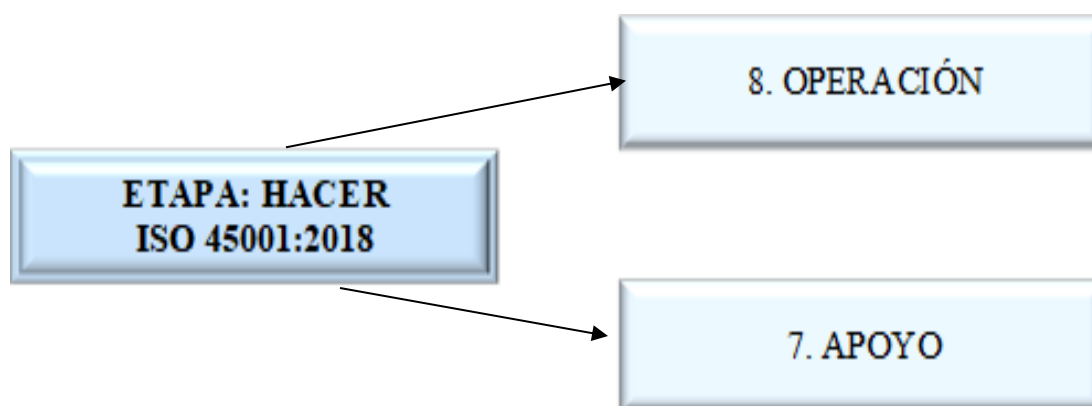 8. OPERACIÓN
ETAPA: HACER
ISO 45001:2018
7. APOYO